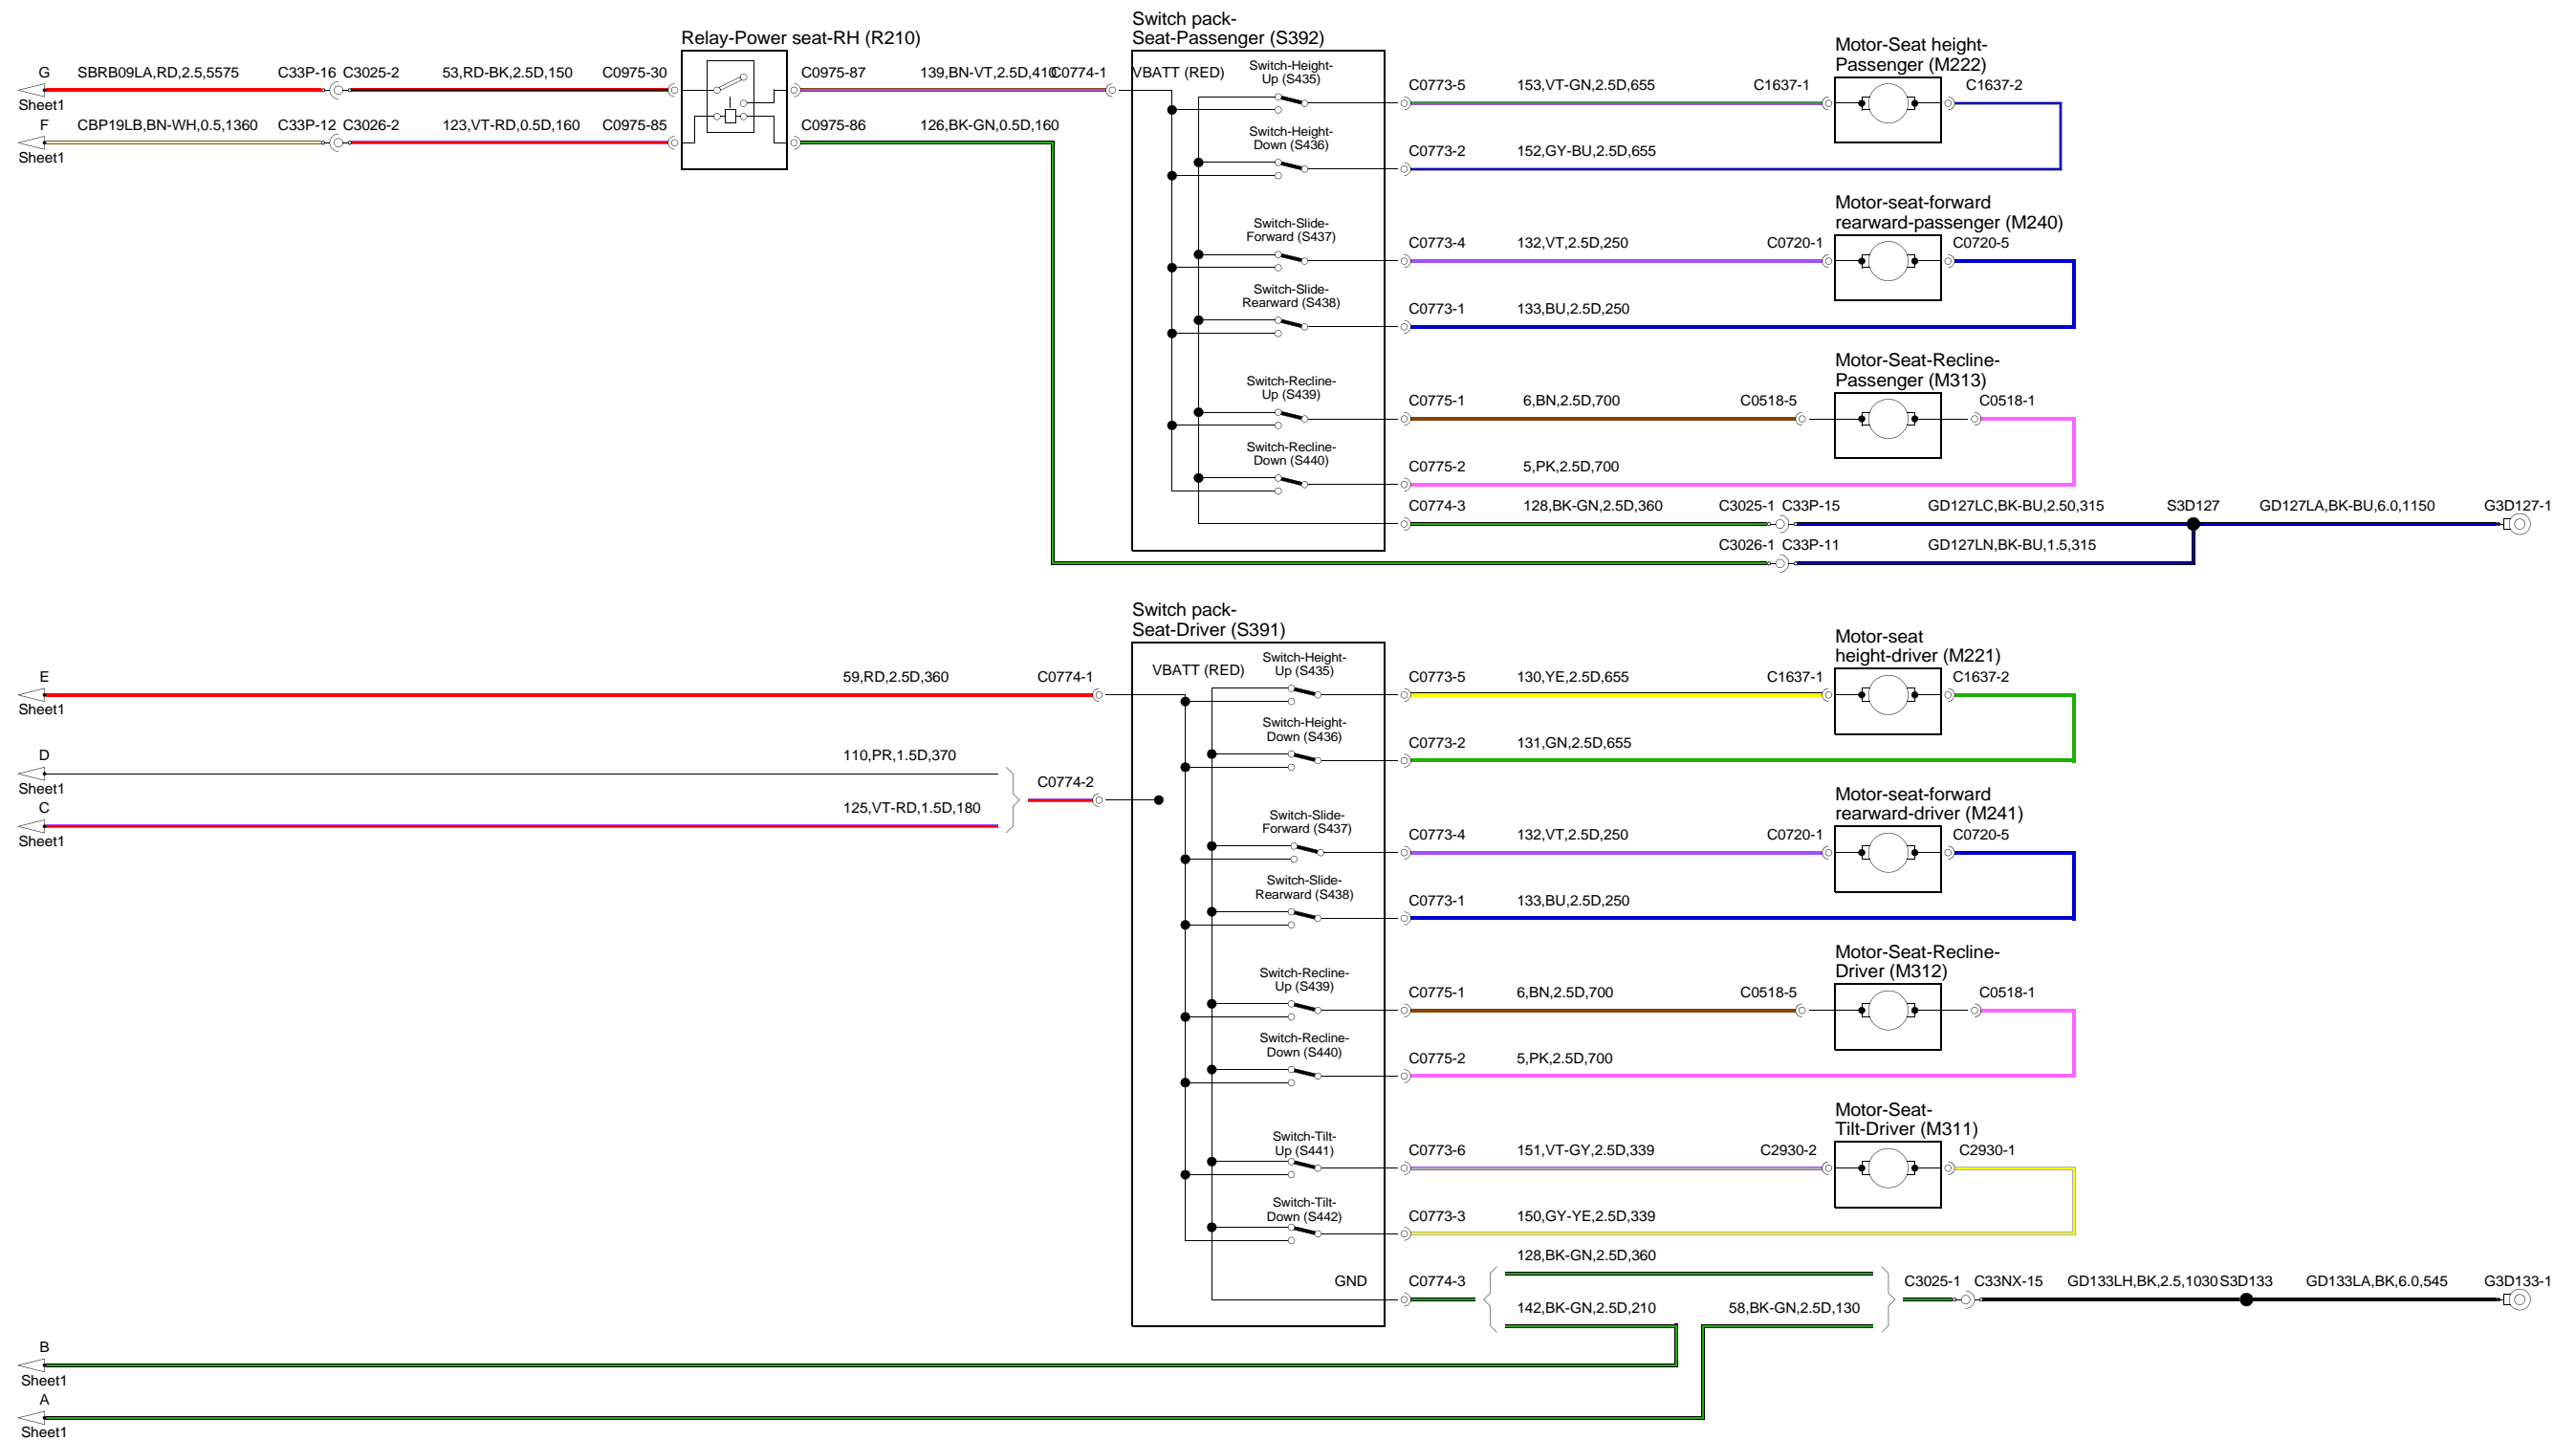 Switch pack-
Seat-Passenger (S392)
Relay-Power seat-RH (R210)
Motor-Seat height-
Passenger (M222)
G
SBRB09LA,RD,2.5,5575
C33P-16
C3025-2
53,RD-BK,2.5D,150
C0975-30
C0975-87
139,BN-VT,2.5D,410
C0774-1
VBATT (RED)
Switch-Height-
Up (S435)
C0773-5
153,VT-GN,2.5D,655
C1637-1
C1637-2
Sheet1
F
CBP19LB,BN-WH,0.5,1360
C33P-12
C3026-2
123,VT-RD,0.5D,160
C0975-85
C0975-86
126,BK-GN,0.5D,160
Switch-Height-
Down (S436)
C0773-2
152,GY-BU,2.5D,655
Sheet1
Motor-seat-forward
rearward-passenger (M240)
Switch-Slide-
Forward (S437)
C0773-4
132,VT,2.5D,250
C0720-1
C0720-5
Switch-Slide-
Rearward (S438)
C0773-1
133,BU,2.5D,250
Motor-Seat-Recline-
Passenger (M313)
Switch-Recline-
Up (S439)
C0775-1
6,BN,2.5D,700
C0518-5
C0518-1
Switch-Recline-
Down (S440)
C0775-2
5,PK,2.5D,700
C0774-3
128,BK-GN,2.5D,360
C3025-1
C33P-15
GD127LC,BK-BU,2.50,315
S3D127
GD127LA,BK-BU,6.0,1150
G3D127-1
C3026-1
C33P-11
GD127LN,BK-BU,1.5,315
Switch pack-
Seat-Driver (S391)
Motor-seat
height-driver (M221)
E
59,RD,2.5D,360
C0774-1
VBATT (RED)
Switch-Height-
Up (S435)
C0773-5
130,YE,2.5D,655
C1637-1
C1637-2
Sheet1
Switch-Height-
Down (S436)
C0773-2
131,GN,2.5D,655
D
110,PR,1.5D,370
Sheet1
C0774-2
C
125,VT-RD,1.5D,180
Sheet1
Motor-seat-forward
rearward-driver (M241)
Switch-Slide-
Forward (S437)
C0773-4
132,VT,2.5D,250
C0720-1
C0720-5
Switch-Slide-
Rearward (S438)
C0773-1
133,BU,2.5D,250
Motor-Seat-Recline-
Driver (M312)
Switch-Recline-
Up (S439)
C0775-1
6,BN,2.5D,700
C0518-5
C0518-1
Switch-Recline-
Down (S440)
C0775-2
5,PK,2.5D,700
Motor-Seat-
Tilt-Driver (M311)
Switch-Tilt-
Up (S441)
C0773-6
151,VT-GY,2.5D,339
C2930-2
C2930-1
Switch-Tilt-
Down (S442)
C0773-3
150,GY-YE,2.5D,339
128,BK-GN,2.5D,360
GND
C0774-3
142,BK-GN,2.5D,210
58,BK-GN,2.5D,130
C3025-1
C33NX-15
GD133LH,BK,2.5,1030
S3D133
GD133LA,BK,6.0,545
G3D133-1
B
Sheet1
A
Sheet1